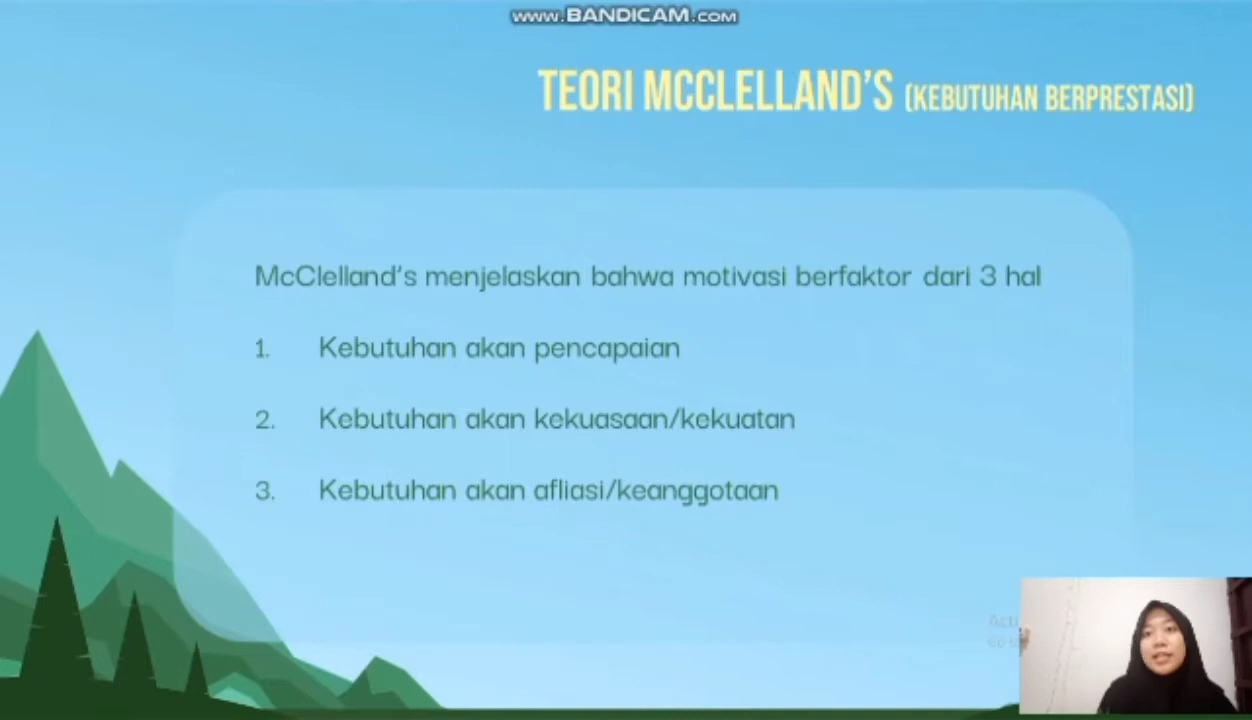 www.BANDICAM.com
TEORI MCCLELLAND'S (KEBUTUHAN BERPRESTASI)
McClelland's menjelaskan bahwa motivasi berfaktor dari 3 hal
1. Kebutuhan akan pencapaian
2. Kebutuhan akan kekuasaan/kekuatan
3. Kebutuhan akan afliasi/keanggotaan